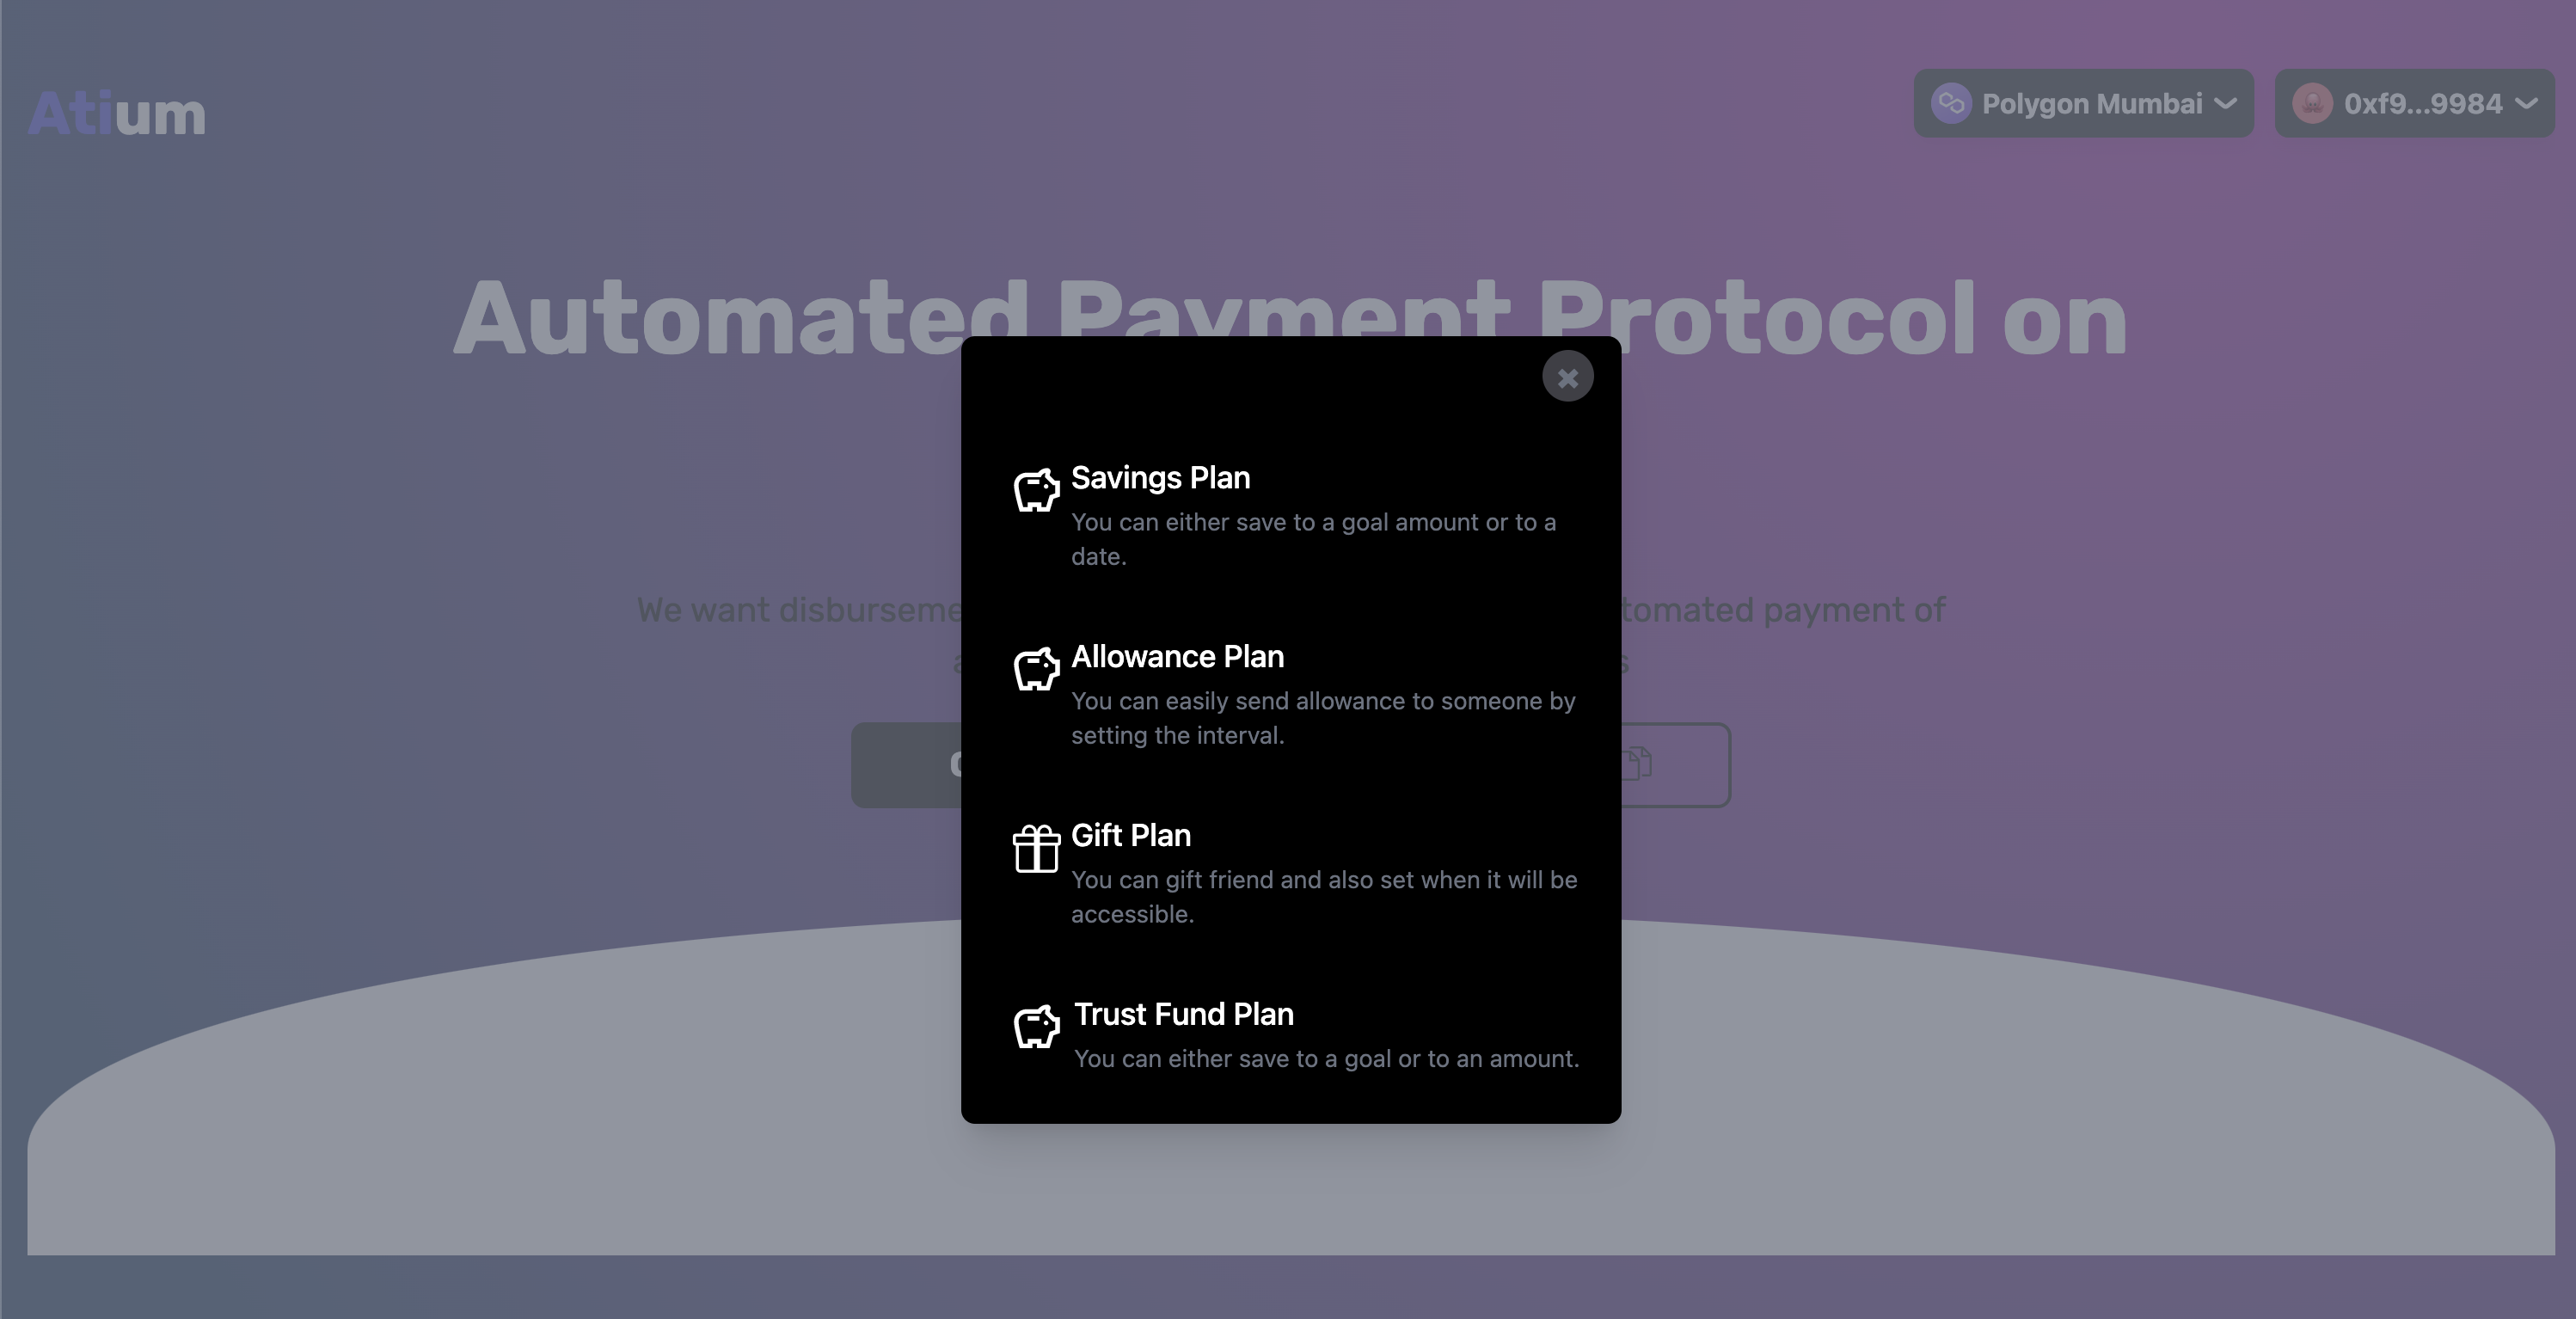 Atium
Polygon Mumbai
0xf9...9984
Automated Payment Protocol on
Savings Plan
You can either save to a goal amount or to a
date.
We want
payment of
Allowance Plan
You can easily send allowance to someone by
setting the interval.
Gift Plan
You can gift friend and also set when it will be
accessible.
Trust Fund Plan
You can either save to a goal or to an amount.